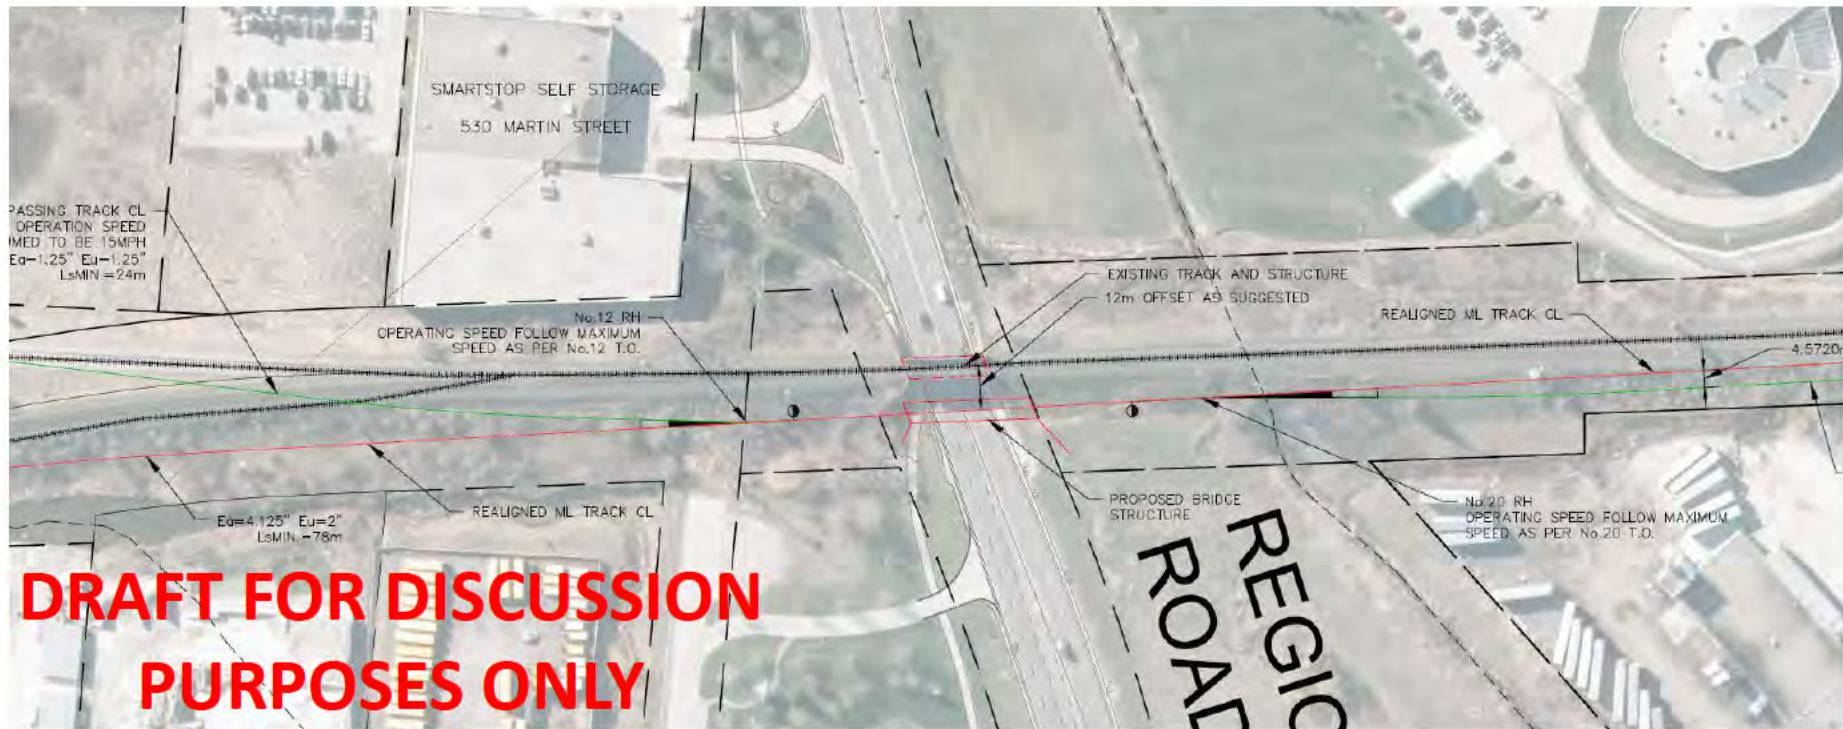 SMARTSTOP SELF STORAGE
530 MARTIN STREET
PASSING TRACK CL
OPERATION SPEED
UMED TO BE 15MPH
Ea=1.25" Eu=1.25"
LsMIN =24m
No.12 RH
OPERATING SPEED FOLLOW MAXIMUM
SPEED AS PER No.12 T.O.
EXISTING TRACK AND STRUCTURE
12m OFFSET AS SUGGESTED
REALIGNED ML TRACK CL
4.5720
Ea=4.125" Eu=2"
LsMIN =78m
REALIGNED ML TRACK CL
PROPOSED BRIDGE
STRUCTURE
No.20 RH
OPERATING SPEED FOLLOW MAXIMUM
SPEED AS PER No.20 T.O.
REGIO
ROAD
DRAFT FOR DISCUSSION
PURPOSES ONLY